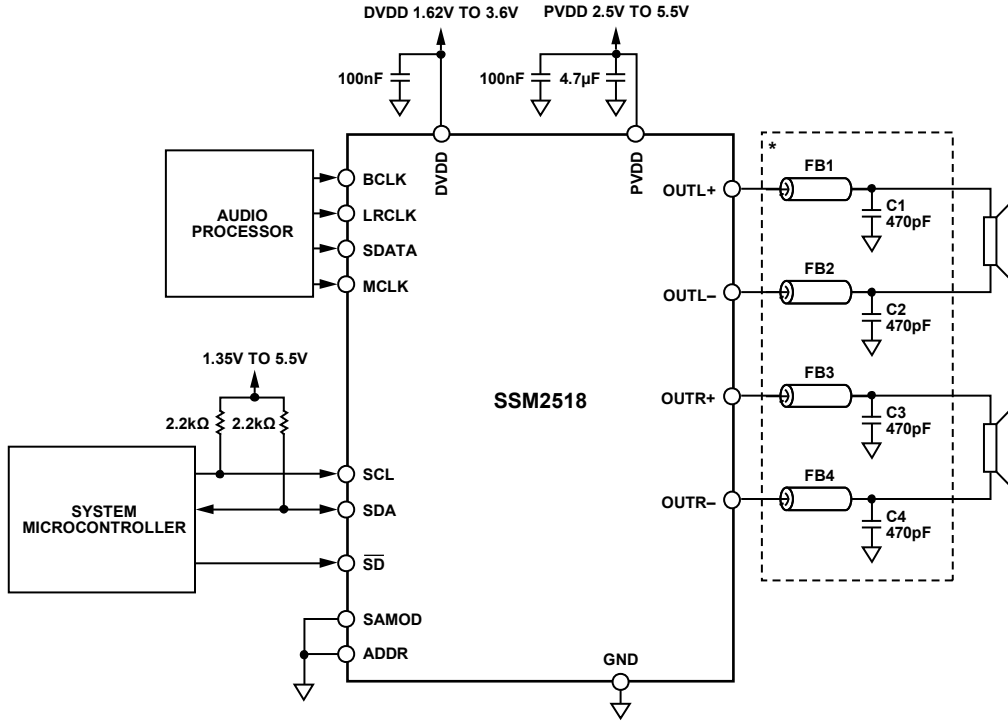 DVDD 1.62V TO 3.6V
PVDD 2.5V TO 5.5V
100nF
100nF
4.7µF
DVDD
PVDD
AUDIO
PROCESSOR
BCLK
LRCLK
SDATA
MCLK
1.35V TO 5.5V
2.2kΩ
2.2kΩ
SYSTEM
MICROCONTROLLER
SCL
SDA
SD
SAMOD
ADDR
SSM2518
GND
OUTL+
OUTL–
OUTR+
OUTR–
*
FB1
C1
470pF
FB2
C2
470pF
FB3
C3
470pF
FB4
C4
470pF